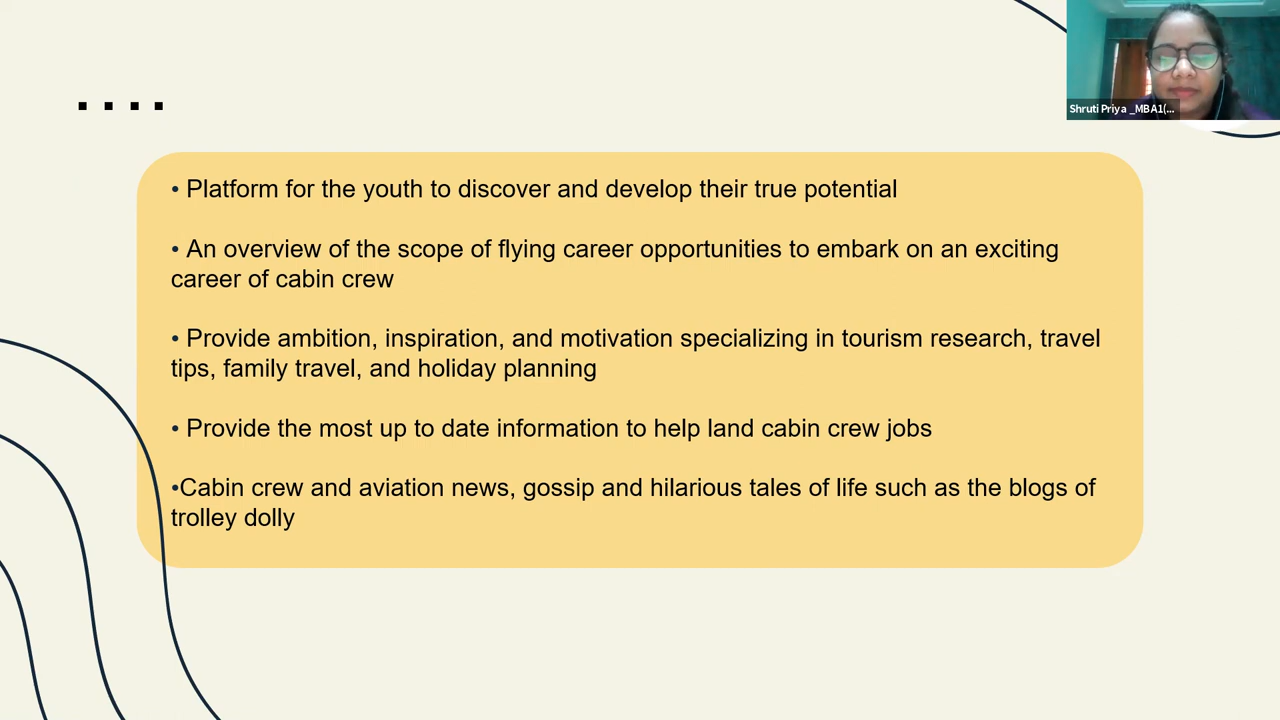 ....
Shruti Priya _MBA1(...
• Platform for the youth to discover and develop their true potential
• An overview of the scope of flying career opportunities to embark on an exciting
career of cabin crew
• Provide ambition, inspiration, and motivation specializing in tourism research, travel
tips, family travel, and holiday planning
• Provide the most up to date information to help land cabin crew jobs
•Cabin crew and aviation news, gossip and hilarious tales of life such as the blogs of
trolley dolly